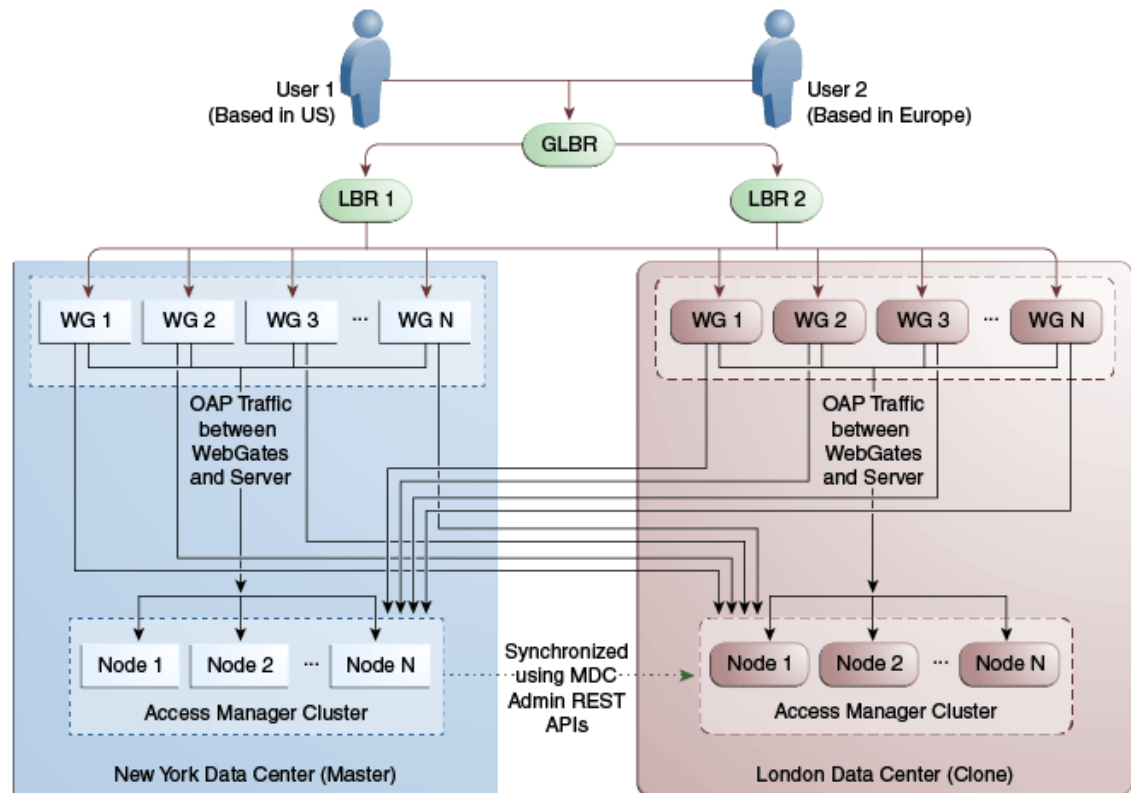 User 1
(Based in US)
User 2
(Based in Europe)
GLBR
LBR 1
LBR 2
WG 1
WG 2
WG 3
...
WG N
WG 1
WG 2
WG 3
...
WG N
OAP Traffic
between
WebGates
and Server
OAP Traffic
between
WebGates
and Server
Node 1
Node 2
...
Node N
Access Manager Cluster
Synchronized
using MDC
Admin REST
APIs
Node 1
Node 2
...
Node N
Access Manager Cluster
New York Data Center (Master)
London Data Center (Clone)